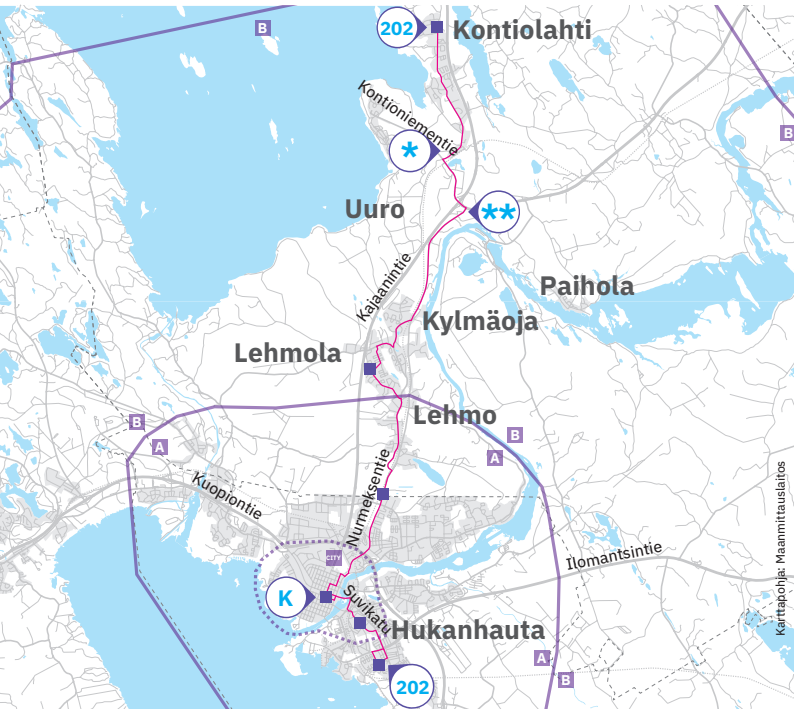 B
202
Kontiolahti
Kontioniementie
*
B
Uuro
**
Kajaanintie
Paihola
Kylmäoja
Lehmola
Lehmo
B
A
B
A
Kuopiontie
Nurmeksentie
Karttapohja: Maanmittauslaitos
CITY
Ilomantsintie
K
Suvikatu
Hukanhauta
A
B
202